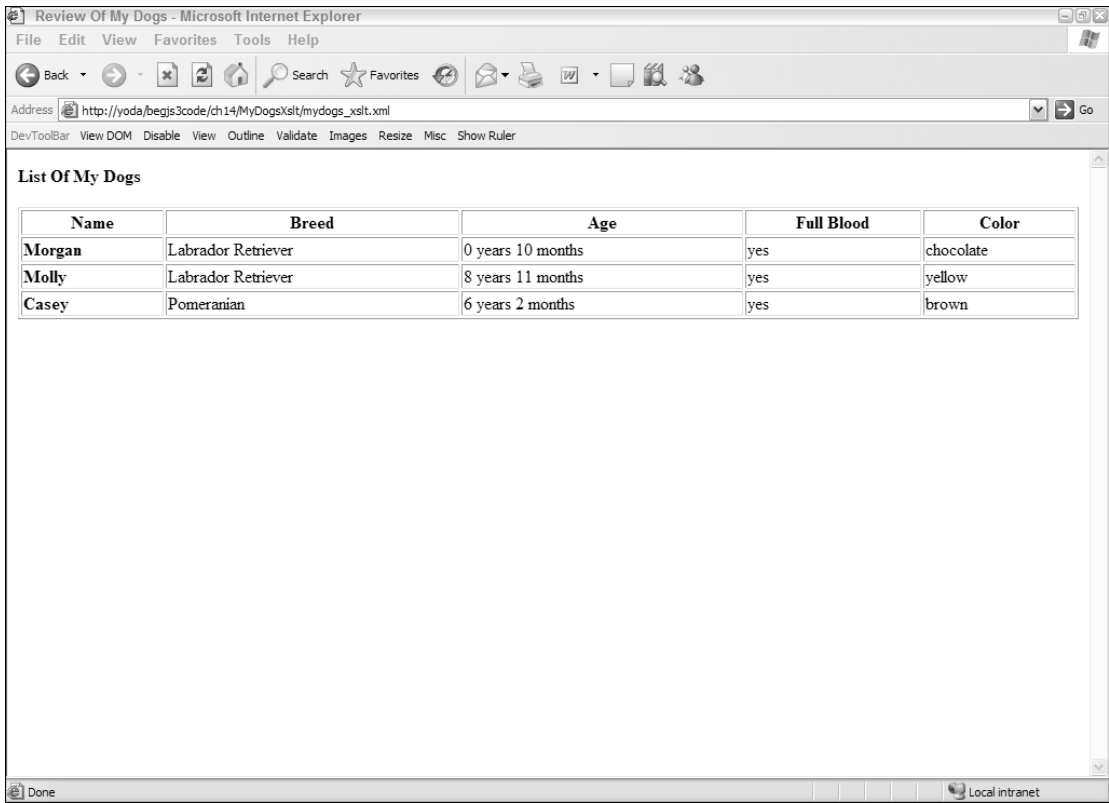 Review Of My Dogs - Microsoft Internet Explorer
File Edit View Favorites Tools Help
Back Search Favorites W
Address http://yoda/begjs3code/ch14/MyDogsXslt/mydogs_xslt.xml Go
DevToolBar View DOM Disable View Outline Validate Images Resize Misc Show Ruler
List Of My Dogs
Name Breed Age Full Blood Color
Morgan Labrador Retriever 0 years 10 months yes chocolate
Molly Labrador Retriever 8 years 11 months yes yellow
Casey Pomeranian 6 years 2 months yes brown
Done Local intranet